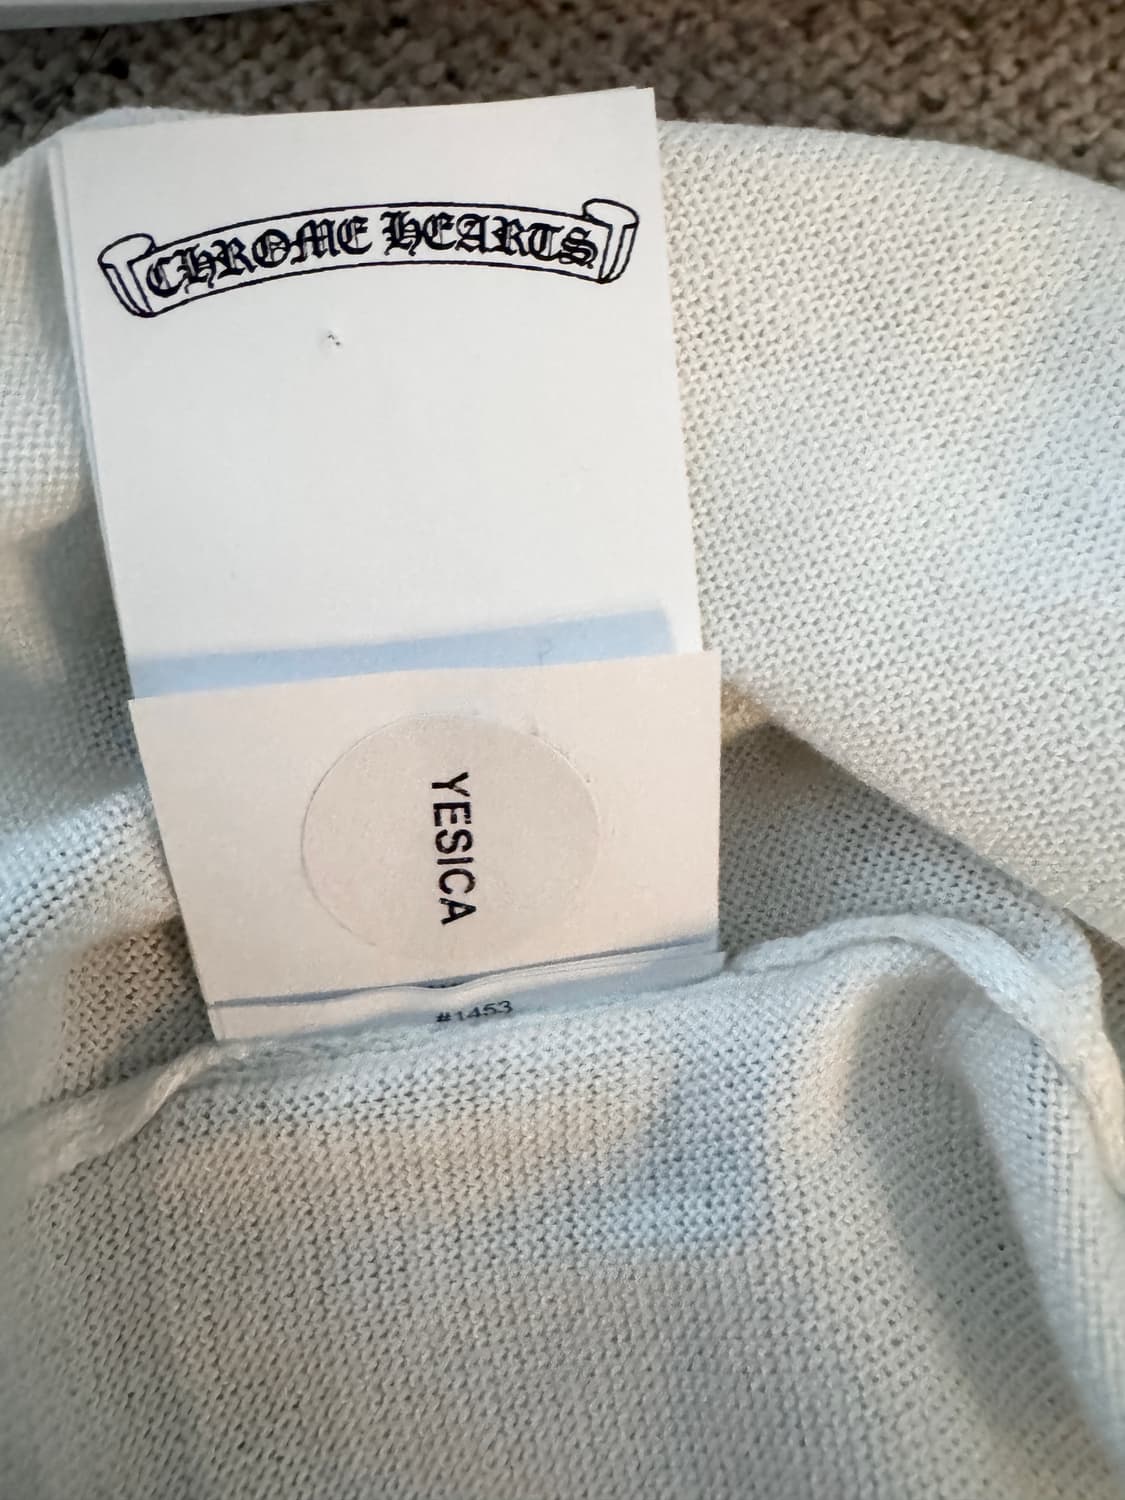 CHROME HEARTS
YESICA
#1453